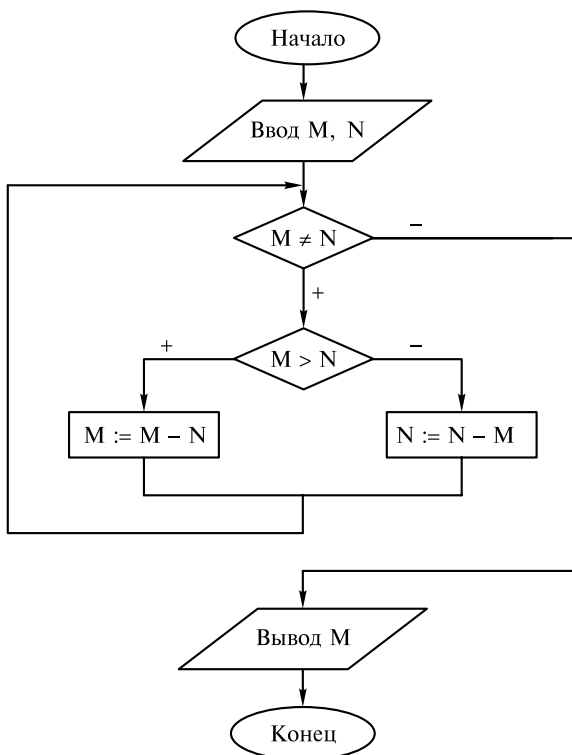 Начало
Ввод M, N
M ≠ N
–
+
M > N
+
–
M := M – N
N := N – M
Вывод M
Конец